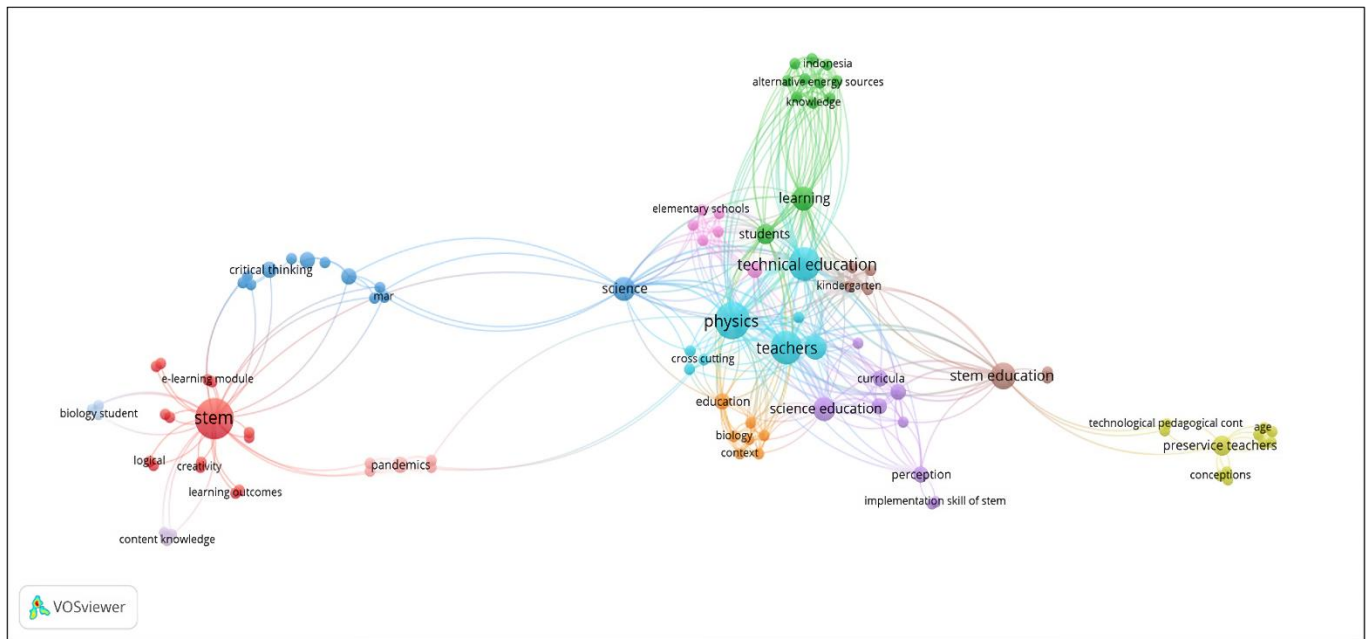 indonesia
alternative energy sources
knowledge
learning
elementary schools
students
technical education
critical thinking
kindergarten
science
mar
physics
teachers
cross cutting
stem education
e-learning module
curricula
education
science education
biology student
stem
technological pedagogical cont
age
biology
preservice teachers
context
logical
creativity
pandemics
perception
conceptions
learning outcomes
implementation skill of stem
content knowledge
VOSviewer